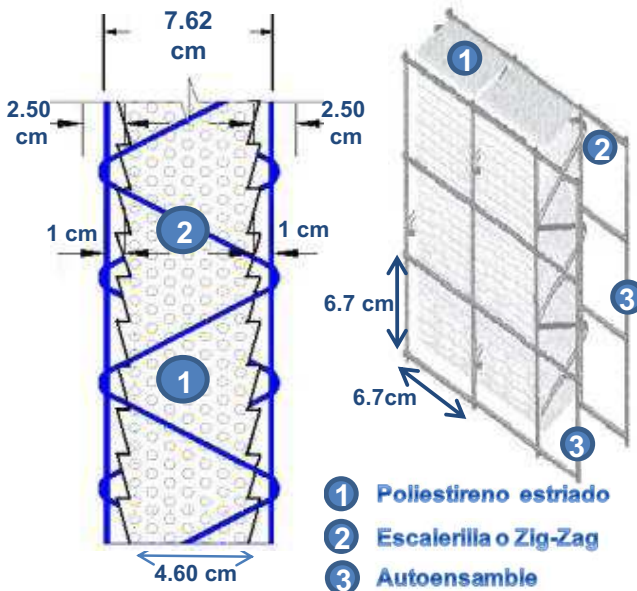 7.62
cm
2.50
cm
2.50
cm
1
2
1 cm
2
1 cm
6.7 cm
3
1
6.7cm
3
4.60 cm
1 Poliestireno estriado
2 Escalerilla o Zig-Zag
3 Autoensamble